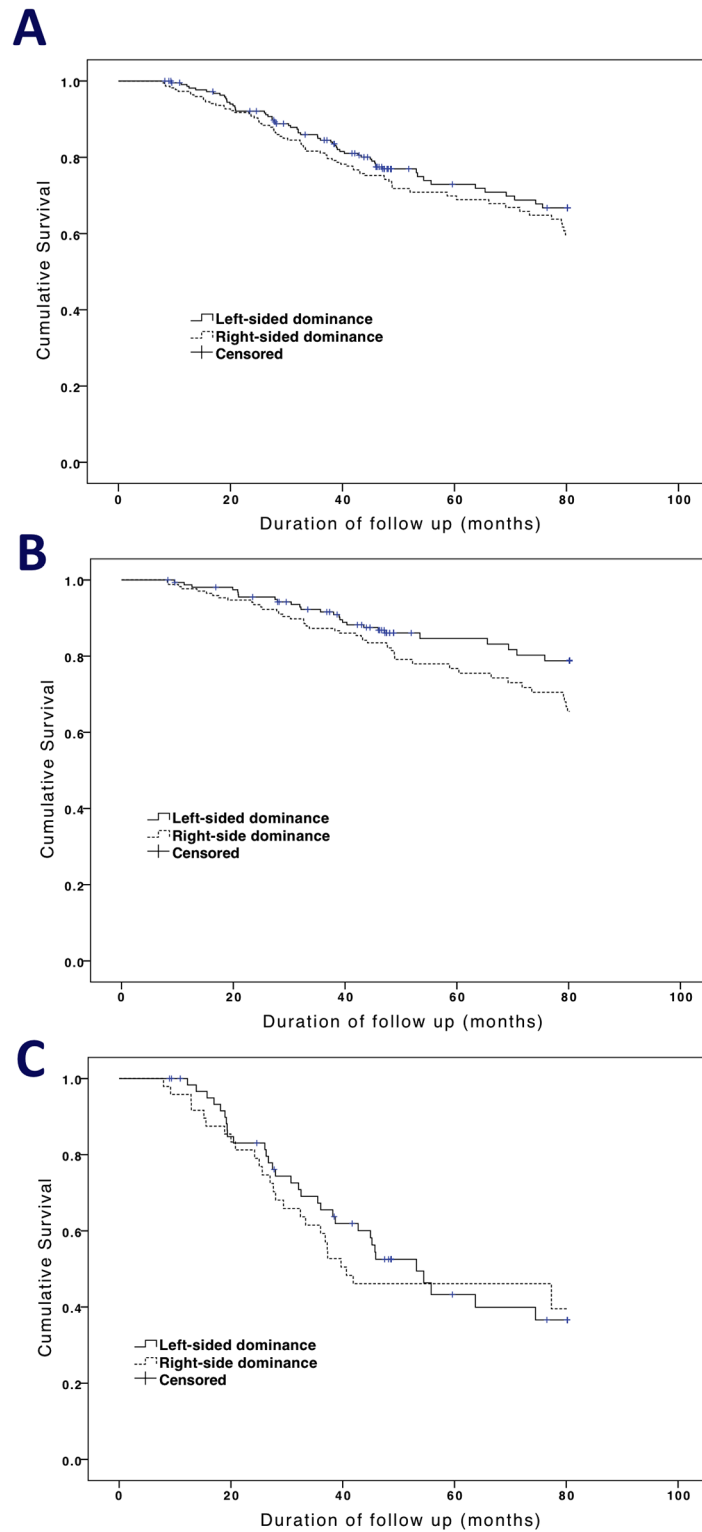 A
1.0
0.8
0.6
0.4
0.2
0.0
Cumulative Survival
Left-sided dominance
Right-sided dominance
Censored
0 20 40 60 80 100
Duration of follow up (months)
B
1.0
0.8
0.6
0.4
0.2
0.0
Cumulative Survival
Left-sided dominance
Right-side dominance
Censored
0 20 40 60 80 100
Duration of follow up (months)
C
1.0
0.8
0.6
0.4
0.2
0.0
Cumulative Survival
Left-sided dominance
Right-side dominance
Censored
0 20 40 60 80 100
Duration of follow up (months)